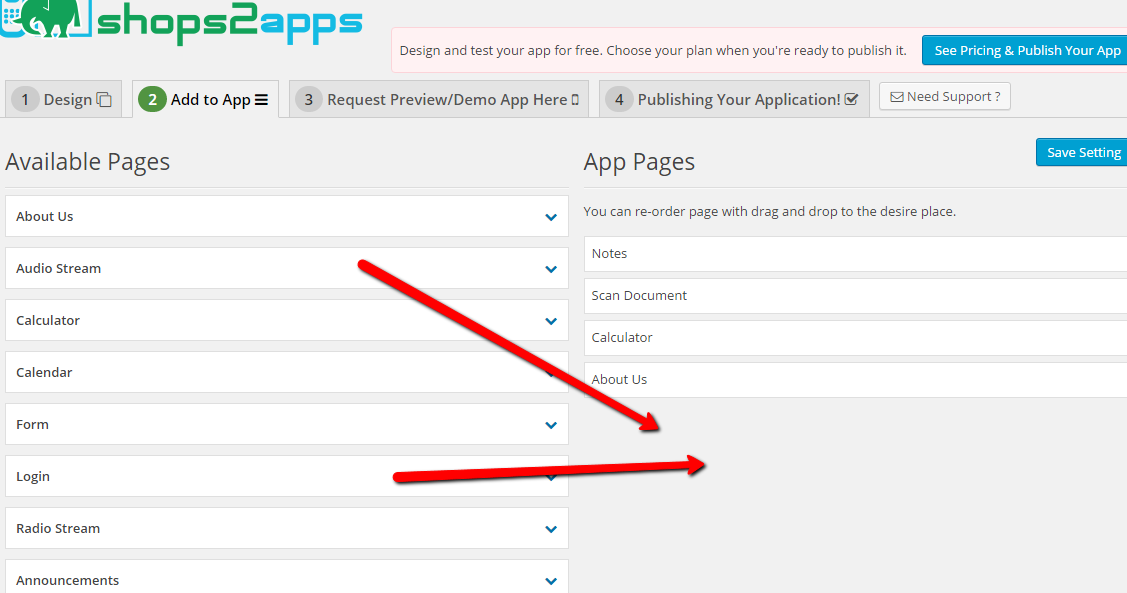 shops2apps
Design and test your app for free. Choose your plan when you're ready to publish it.
See Pricing & Publish Your App
1 Design
2 Add to App
3 Request Preview/Demo App Here
4 Publishing Your Application!
Need Support ?
Available Pages
About Us
Audio Stream
Calculator
Calendar
Form
Login
Radio Stream
Announcements
App Pages
Save Setting
You can re-order page with drag and drop to the desire place.
Notes
Scan Document
Calculator
About Us